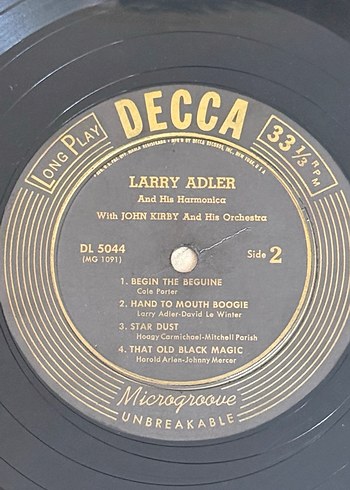 DECCA
LONG PLAY
33 1/3 RPM
LARRY ADLER
And His Harmonica
With JOHN KIRBY And His Orchestra
DL 5044
(MG 1091)
Side 2
1. BEGIN THE BEGUINE
Cole Porter
2. HAND TO MOUTH BOOGIE
Larry Adler-David Le Winter
3. STAR DUST
Hoagy Carmichael-Mitchell Parish
4. THAT OLD BLACK MAGIC
Harold Arlen-Johnny Mercer
Microgroove
UNBREAKABLE